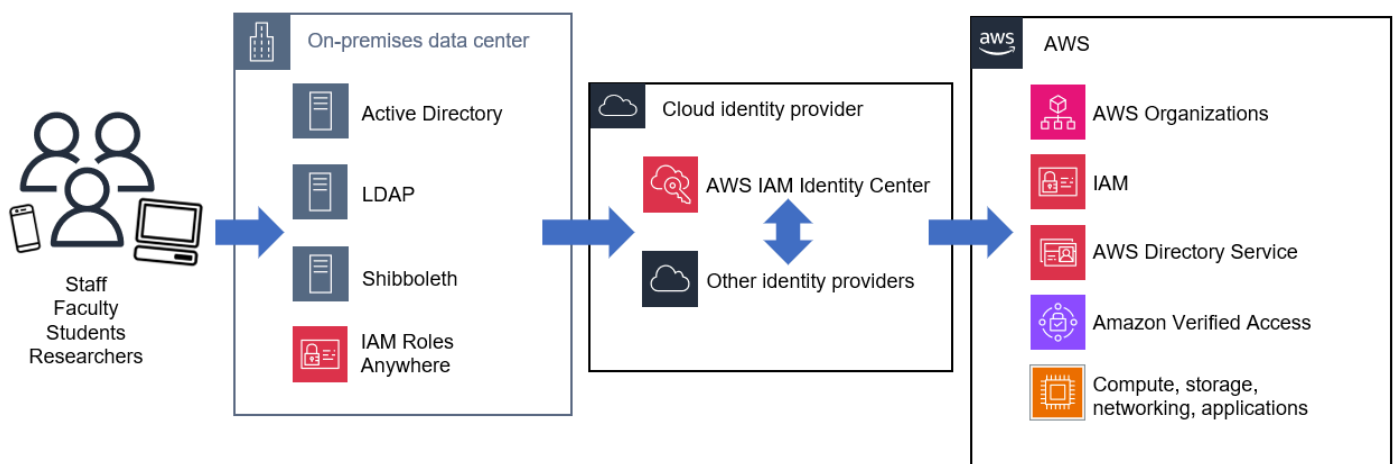 Staff
Faculty
Students
Researchers
On-premises data center
Active Directory
LDAP
Shibboleth
IAM Roles
Anywhere
Cloud identity provider
AWS IAM Identity Center
Other identity providers
aws
AWS
AWS Organizations
IAM
AWS Directory Service
Amazon Verified Access
Compute, storage,
networking, applications